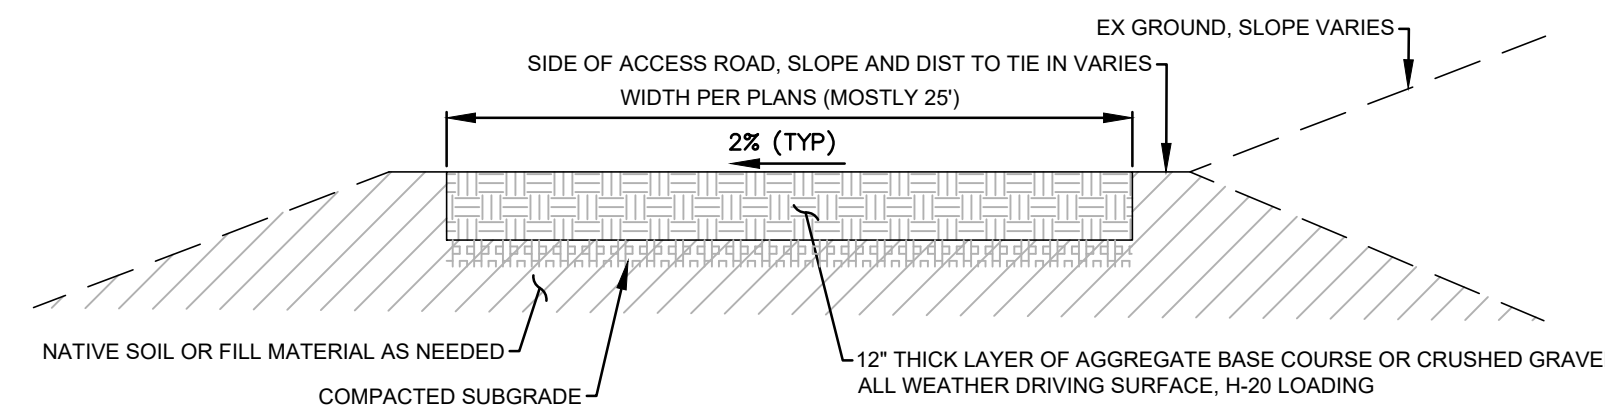 EX GROUND, SLOPE VARIES
SIDE OF ACCESS ROAD, SLOPE AND DIST TO TIE IN VARIES
WIDTH PER PLANS (MOSTLY 25')
2% (TYP)
NATIVE SOIL OR FILL MATERIAL AS NEEDED
12" THICK LAYER OF AGGREGATE BASE COURSE OR CRUSHED GRAVE
ALL WEATHER DRIVING SURFACE, H-20 LOADING
COMPACTED SUBGRADE